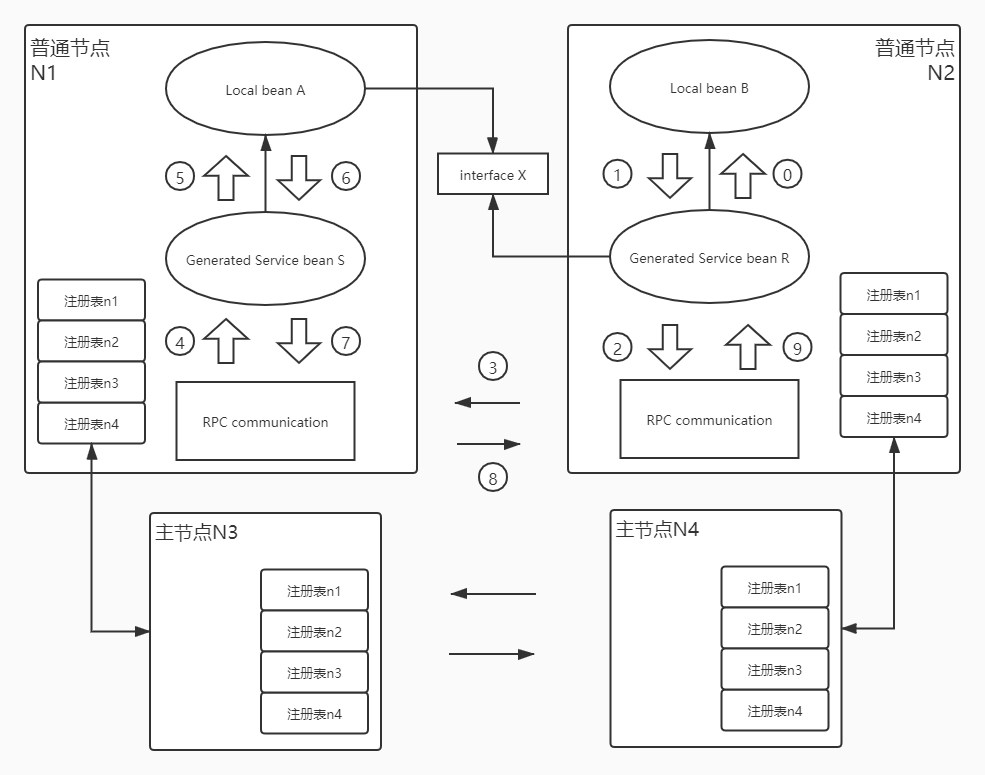 普通节点
N1
Local bean A
5
6
Generated Service bean S
4
7
注册表n1
注册表n2
注册表n3
注册表n4
RPC communication
interface X
3
8
普通节点
N2
Local bean B
1
0
Generated Service bean R
2
9
注册表n1
注册表n2
注册表n3
注册表n4
RPC communication
主节点N3
注册表n1
注册表n2
注册表n3
注册表n4
主节点N4
注册表n1
注册表n2
注册表n3
注册表n4